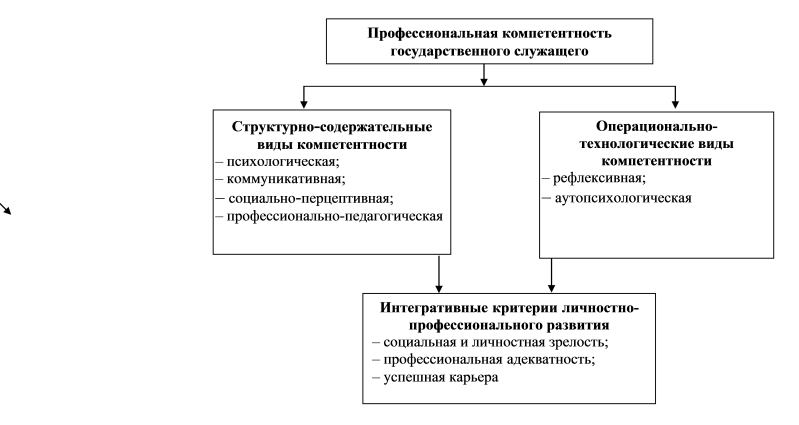 Профессиональная компетентность
государственного служащего
Структурно-содержательные
виды компетентности
– психологическая;
– коммуникативная;
– социально-перцептивная;
– профессионально-педагогическая
Операционально-
технологические виды
компетентности
– рефлексивная;
– аутопсихологическая
Интегративные критерии личностно-
профессионального развития
– социальная и личностная зрелость;
– профессиональная адекватность;
– успешная карьера